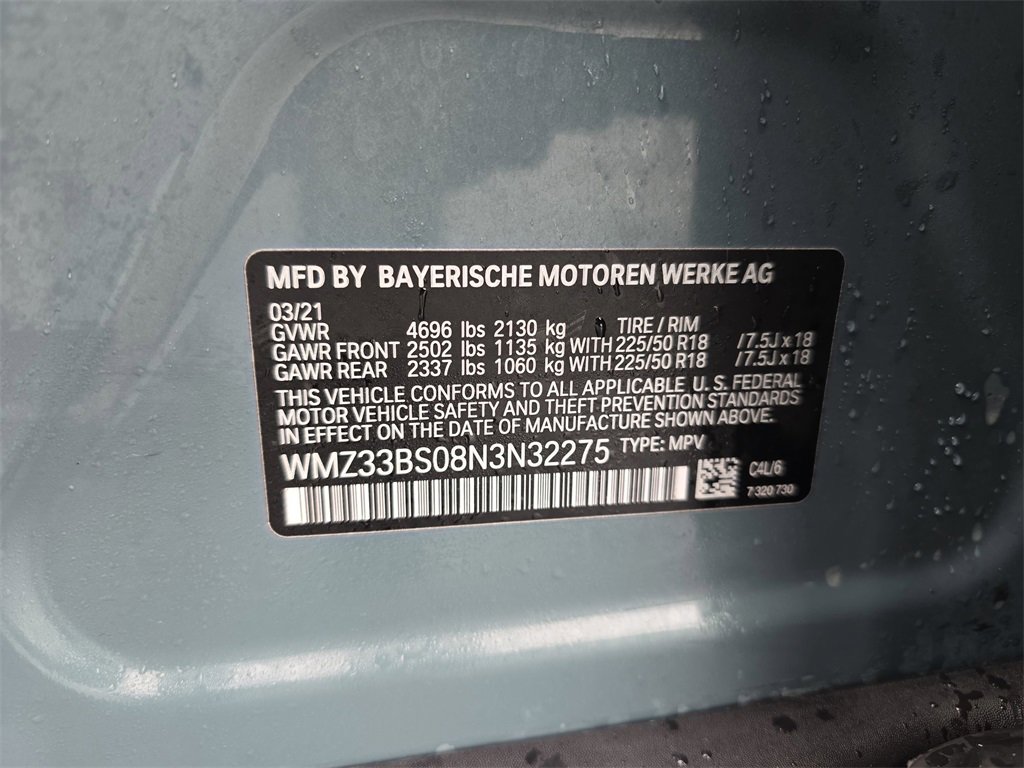 MFD BY BAYERISCHE MOTOREN WERKE AG
03/21
GVWR 4696 lbs 2130 kg TIRE / RIM
GAWR FRONT 2502 lbs 1135 kg WITH 225/50 R18 / 7.5J x 18
GAWR REAR 2337 lbs 1060 kg WITH 225/50 R18 / 7.5J x 18
THIS VEHICLE CONFORMS TO ALL APPLICABLE U.S. FEDERAL
MOTOR VEHICLE SAFETY AND THEFT PREVENTION STANDARDS
IN EFFECT ON THE DATE OF MANUFACTURE SHOWN ABOVE.
WMZ33BS08N3N32275 TYPE: MPV
C4L/6
7 320 730